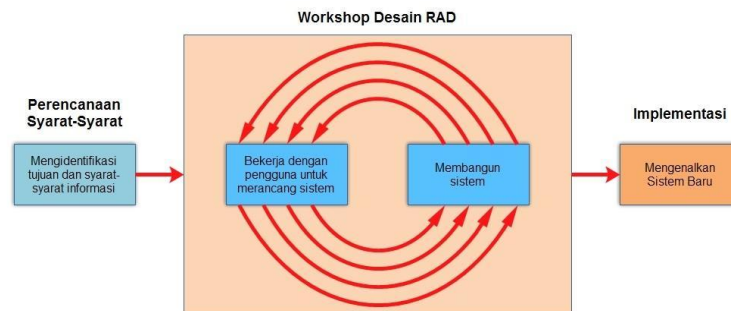 Workshop Desain RAD
Perencanaan
Syarat-Syarat
Mengidentifikasi
tujuan dan syarat-
syarat informasi
Bekerja dengan
pengguna untuk
merancang sistem
Membangun
sistem
Implementasi
Mengenalkan
Sistem Baru